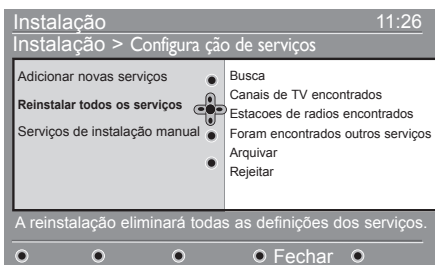 Instalação 11:26
Instalação > Configura ção de serviços
Adicionar novas serviços
Reinstalar todos os serviços
Serviços de instalação manual
Busca
Canais de TV encontrados
Estacoes de radios encontrados
Foram encontrados outros serviços
Arquivar
Rejeitar
A reinstalação eliminará todas as definições dos serviços.
Fechar